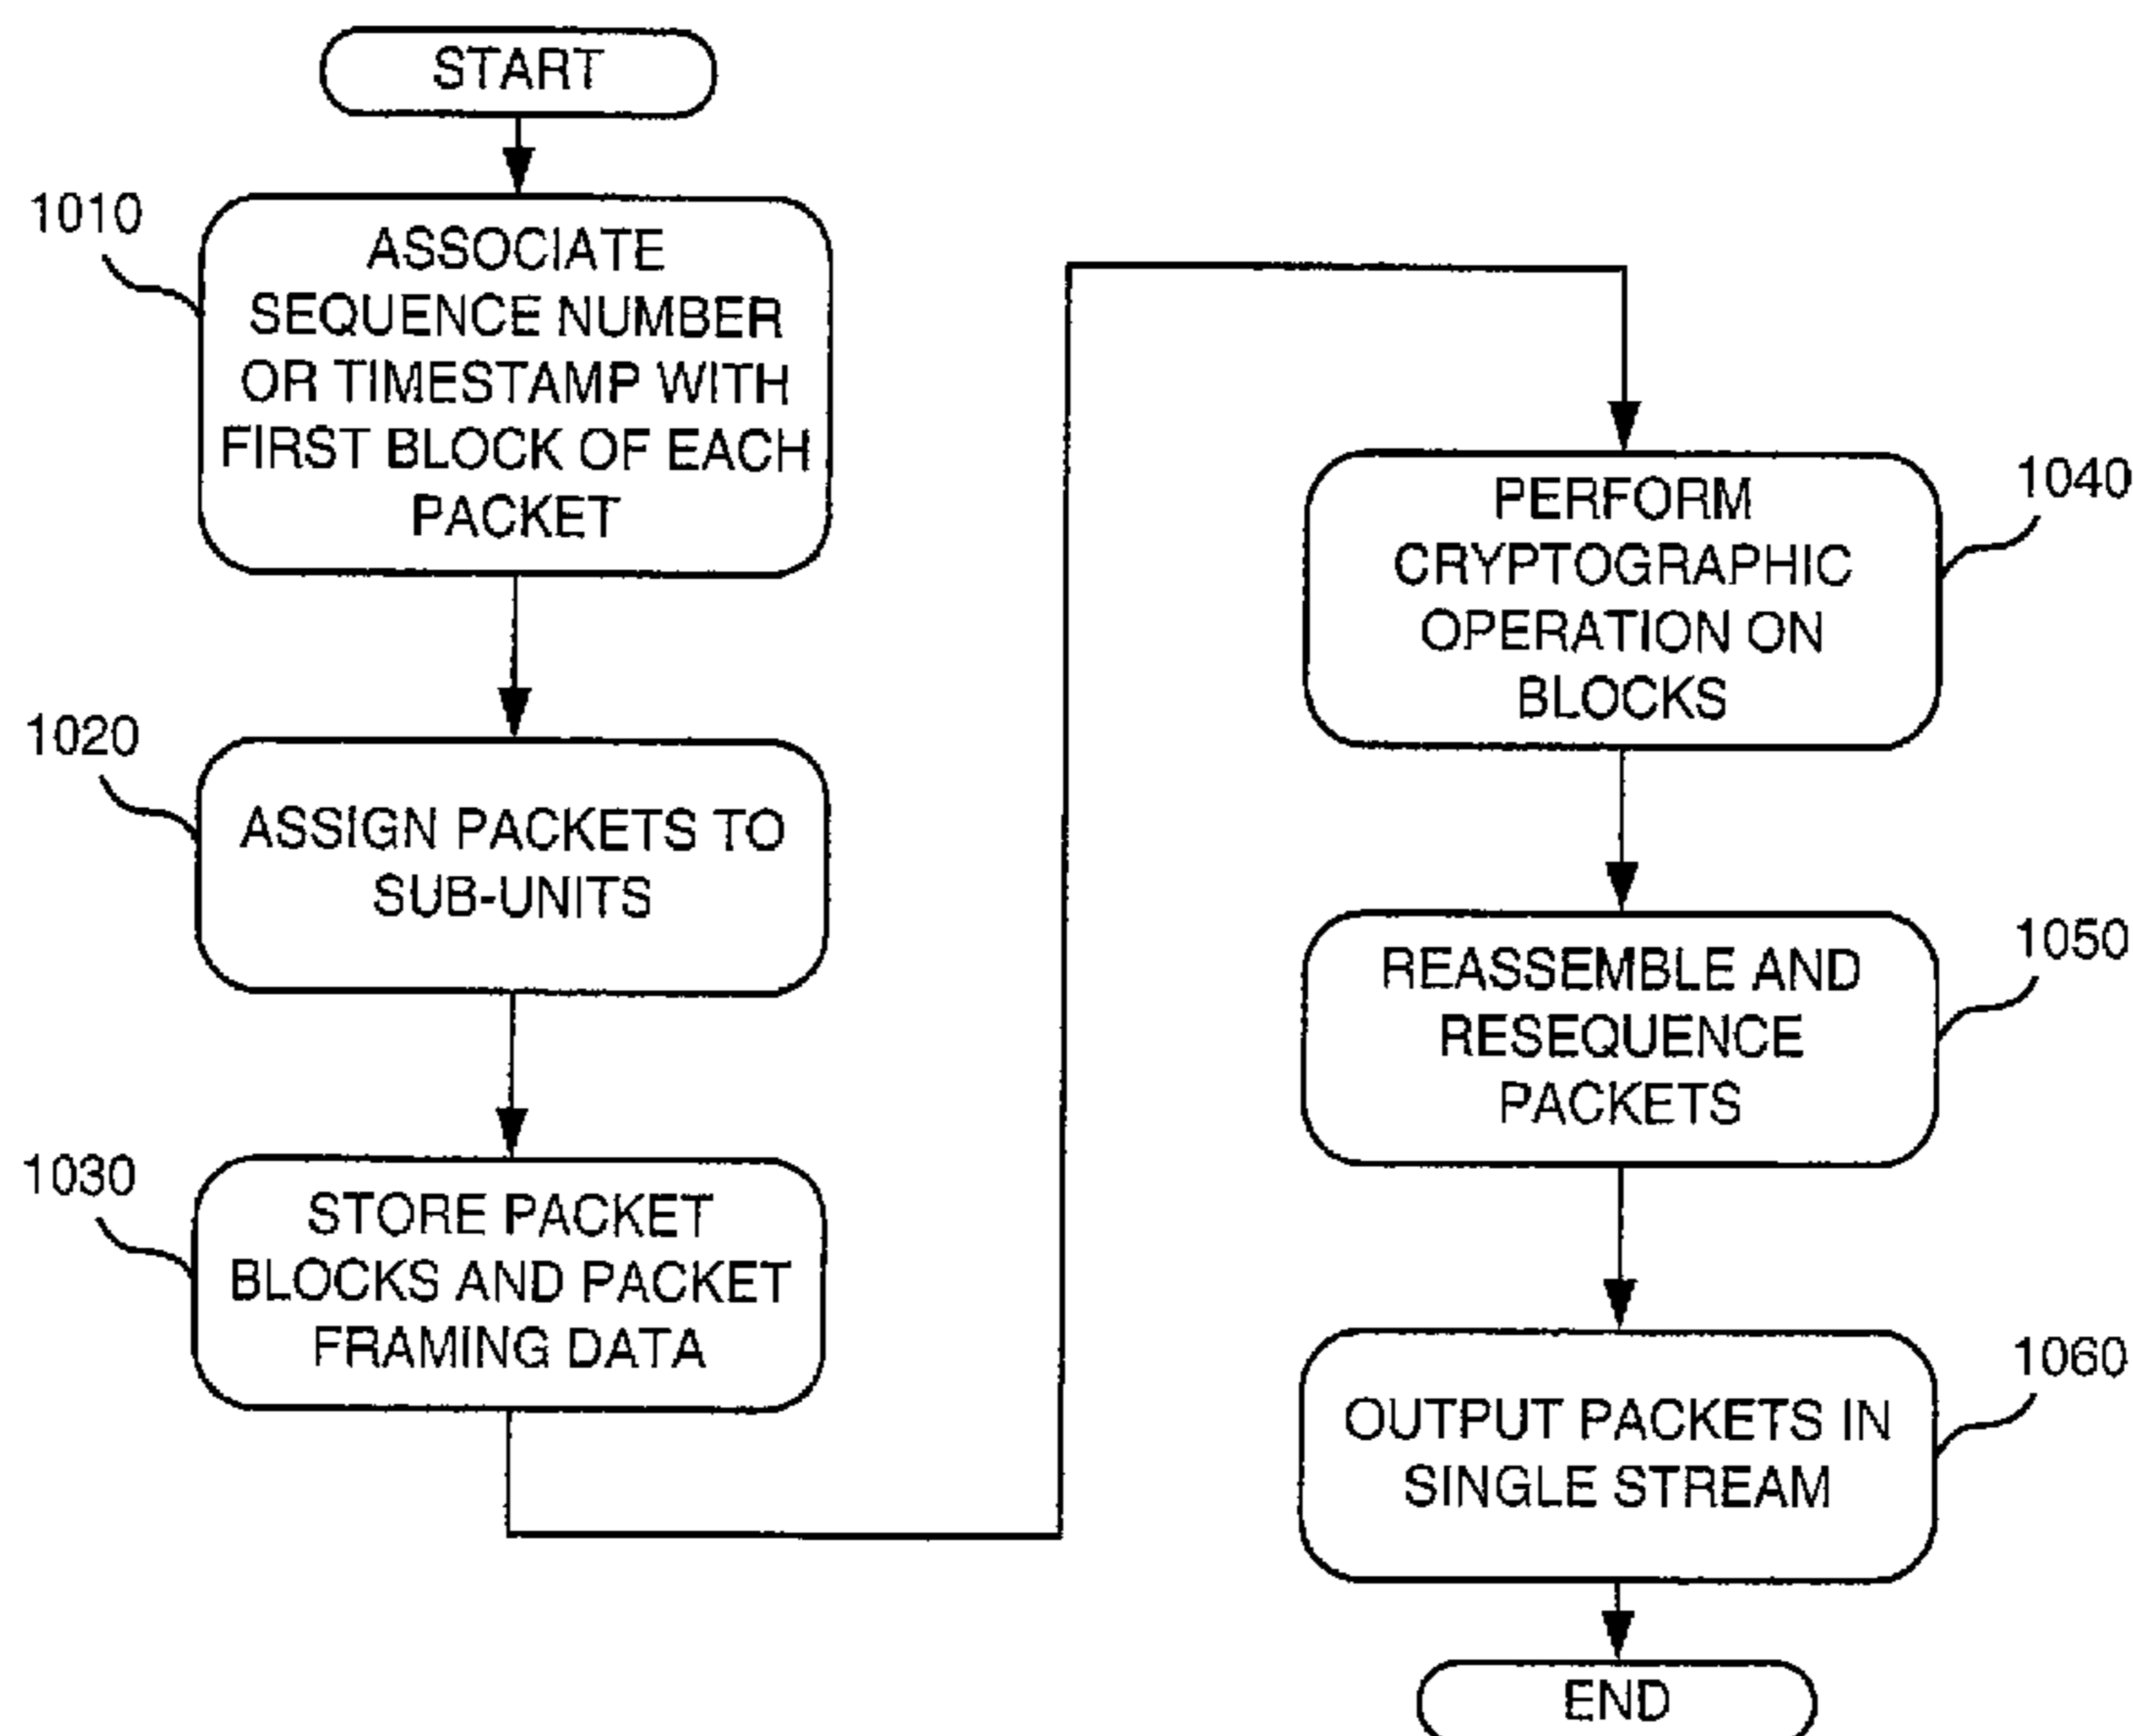 START
1010
ASSOCIATE
SEQUENCE NUMBER
OR TIMESTAMP WITH
FIRST BLOCK OF EACH
PACKET
1020
ASSIGN PACKETS TO
SUB-UNITS
1030
STORE PACKET
BLOCKS AND PACKET
FRAMING DATA
1040
PERFORM
CRYPTOGRAPHIC
OPERATION ON
BLOCKS
1050
REASSEMBLE AND
RESEQUENCE
PACKETS
1060
OUTPUT PACKETS IN
SINGLE STREAM
END